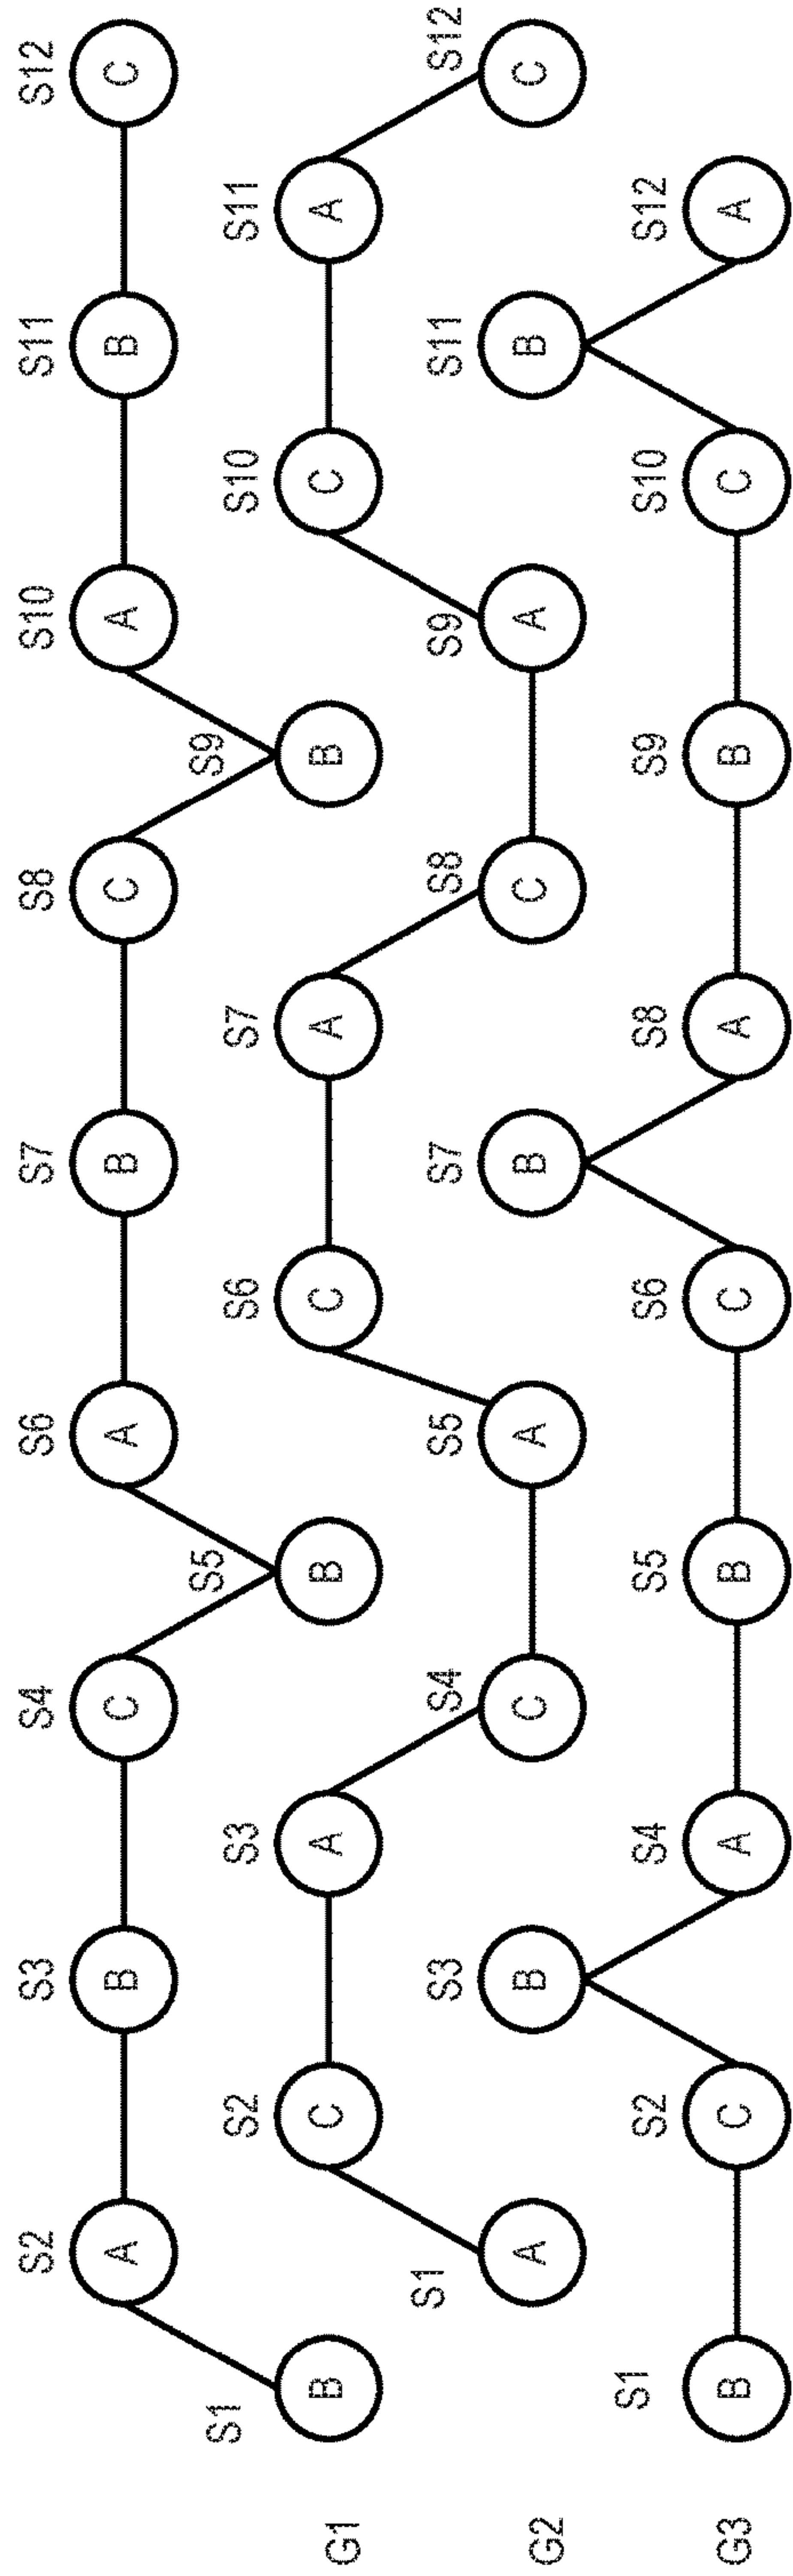 S2 S3 S4 S6 S7 S8 S10 S11 S12
A B C A B C A B C
S1 S2 S3 S5 S6 S7 S9 S10 S11
G1 B C A B C A B C A
S1 S3 S4 S5 S7 S8 S9 S11 S12
G2 A B C A B C A B C
S1 S2 S4 S5 S6 S8 S9 S10 S12
G3 B C A B C A B C A